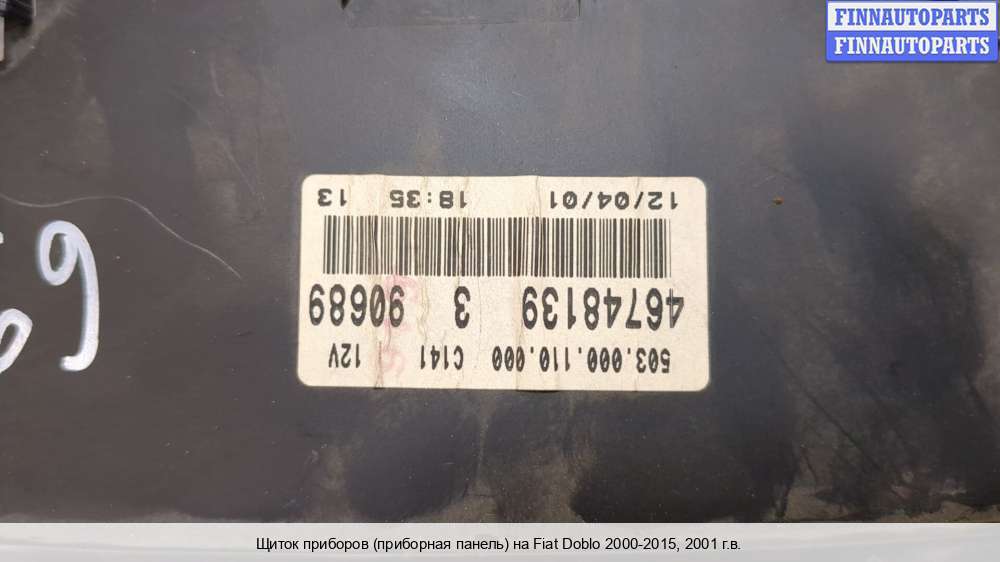 FINNAUTOPARTS
FINNAUTOPARTS
503.000.110.000 C141 12V
46748139 3 90689
12/04/01 18:35 13
69
Щиток приборов (приборная панель) на Fiat Doblo 2000-2015, 2001 г.в.